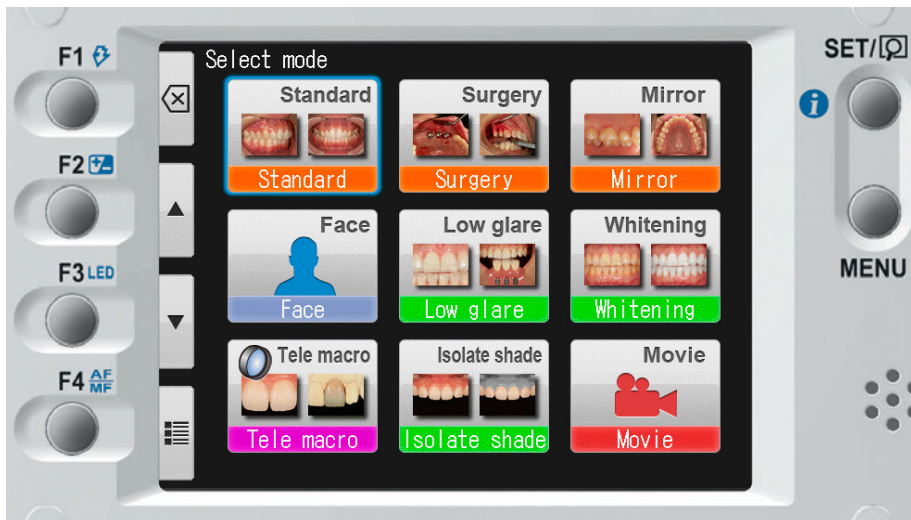 F1
F2
F3 LED
F4 AF
MF
Select mode
Standard
Standard
Surgery
Surgery
Mirror
Mirror
Face
Face
Low glare
Low glare
Whitening
Whitening
Tele macro
Tele macro
Isolate shade
Isolate shade
Movie
Movie
SET/
i
MENU